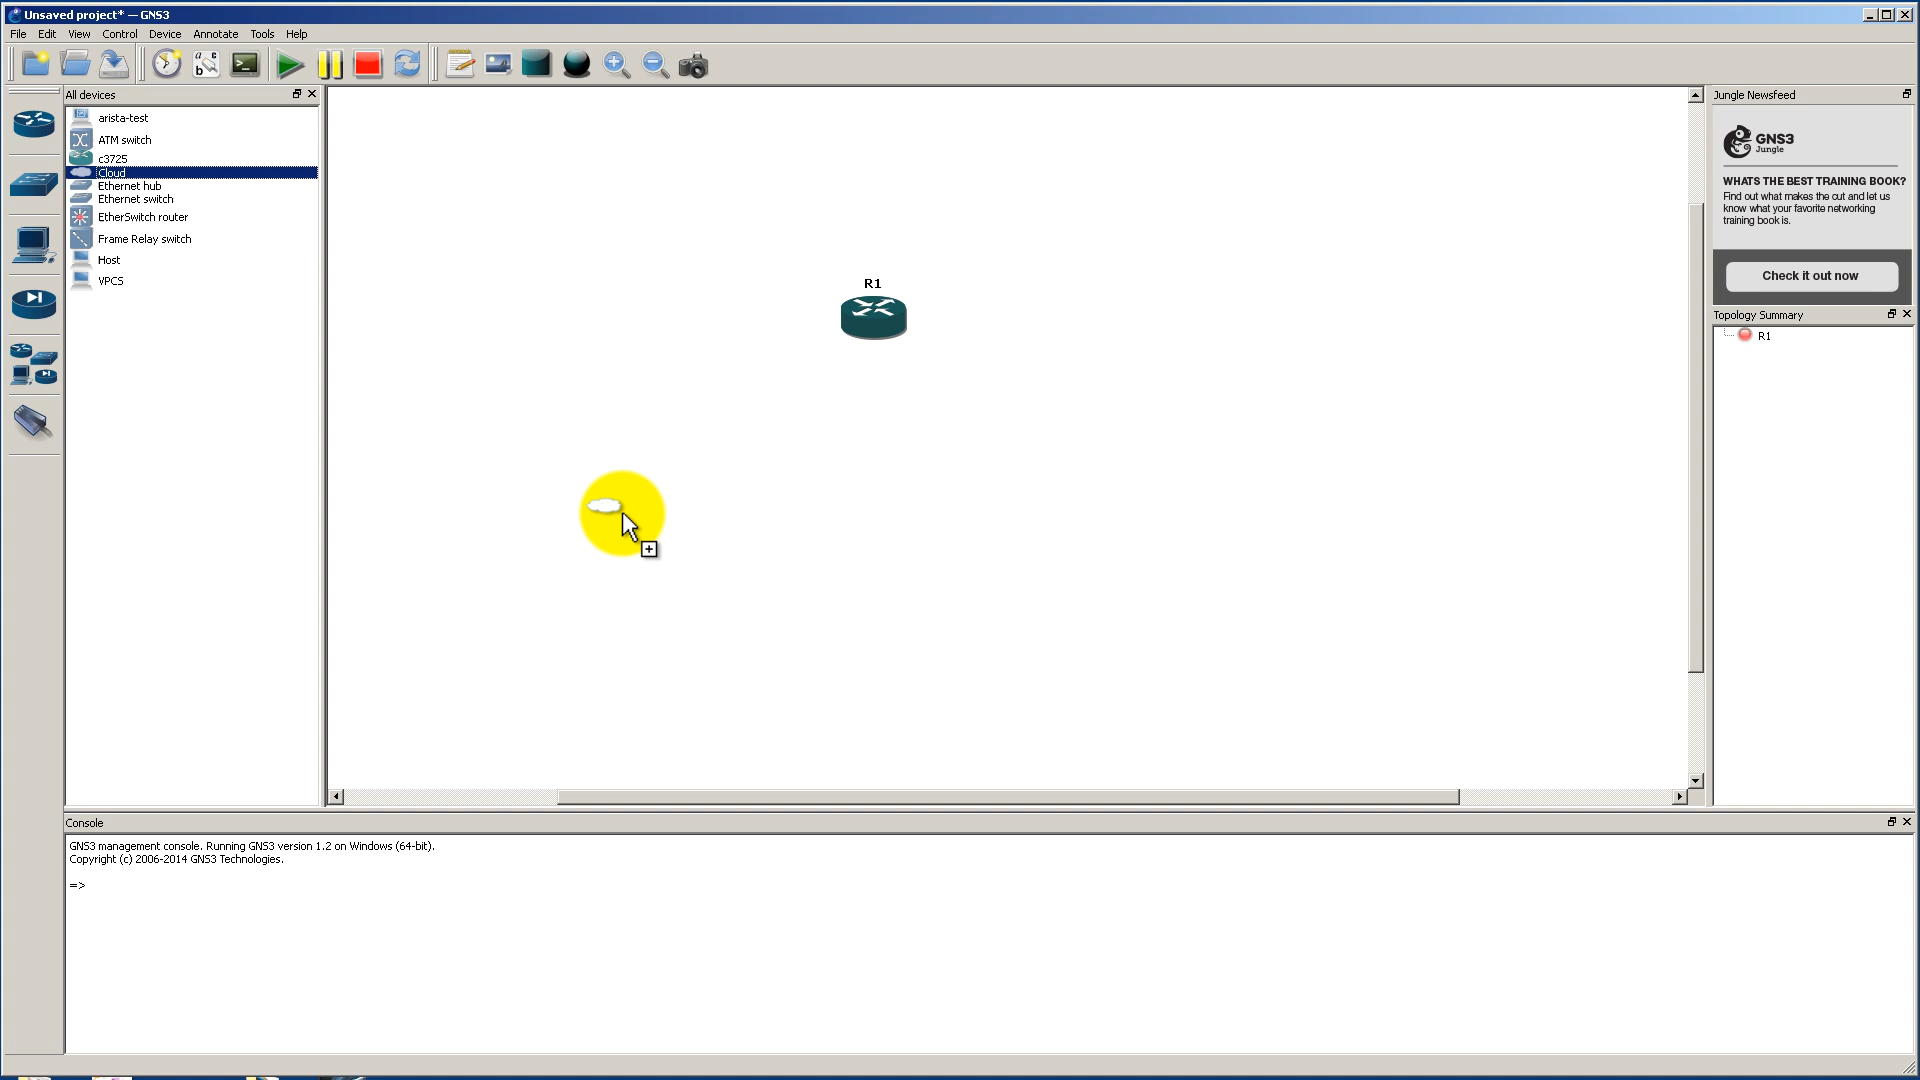 Unsaved project* — GNS3
File Edit View Control Device Annotate Tools Help
All devices
arista-test
ATM switch
c3725
Cloud
Ethernet hub
Ethernet switch
EtherSwitch router
Frame Relay switch
Host
VPCS
R1
Jungle Newsfeed
GNS3
Jungle
WHATS THE BEST TRAINING BOOK?
Find out what makes the cut and let us
know what your favorite networking
training book is.
Check it out now
Topology Summary
R1
Console
GNS3 management console. Running GNS3 version 1.2 on Windows (64-bit).
Copyright (c) 2006-2014 GNS3 Technologies.
=>